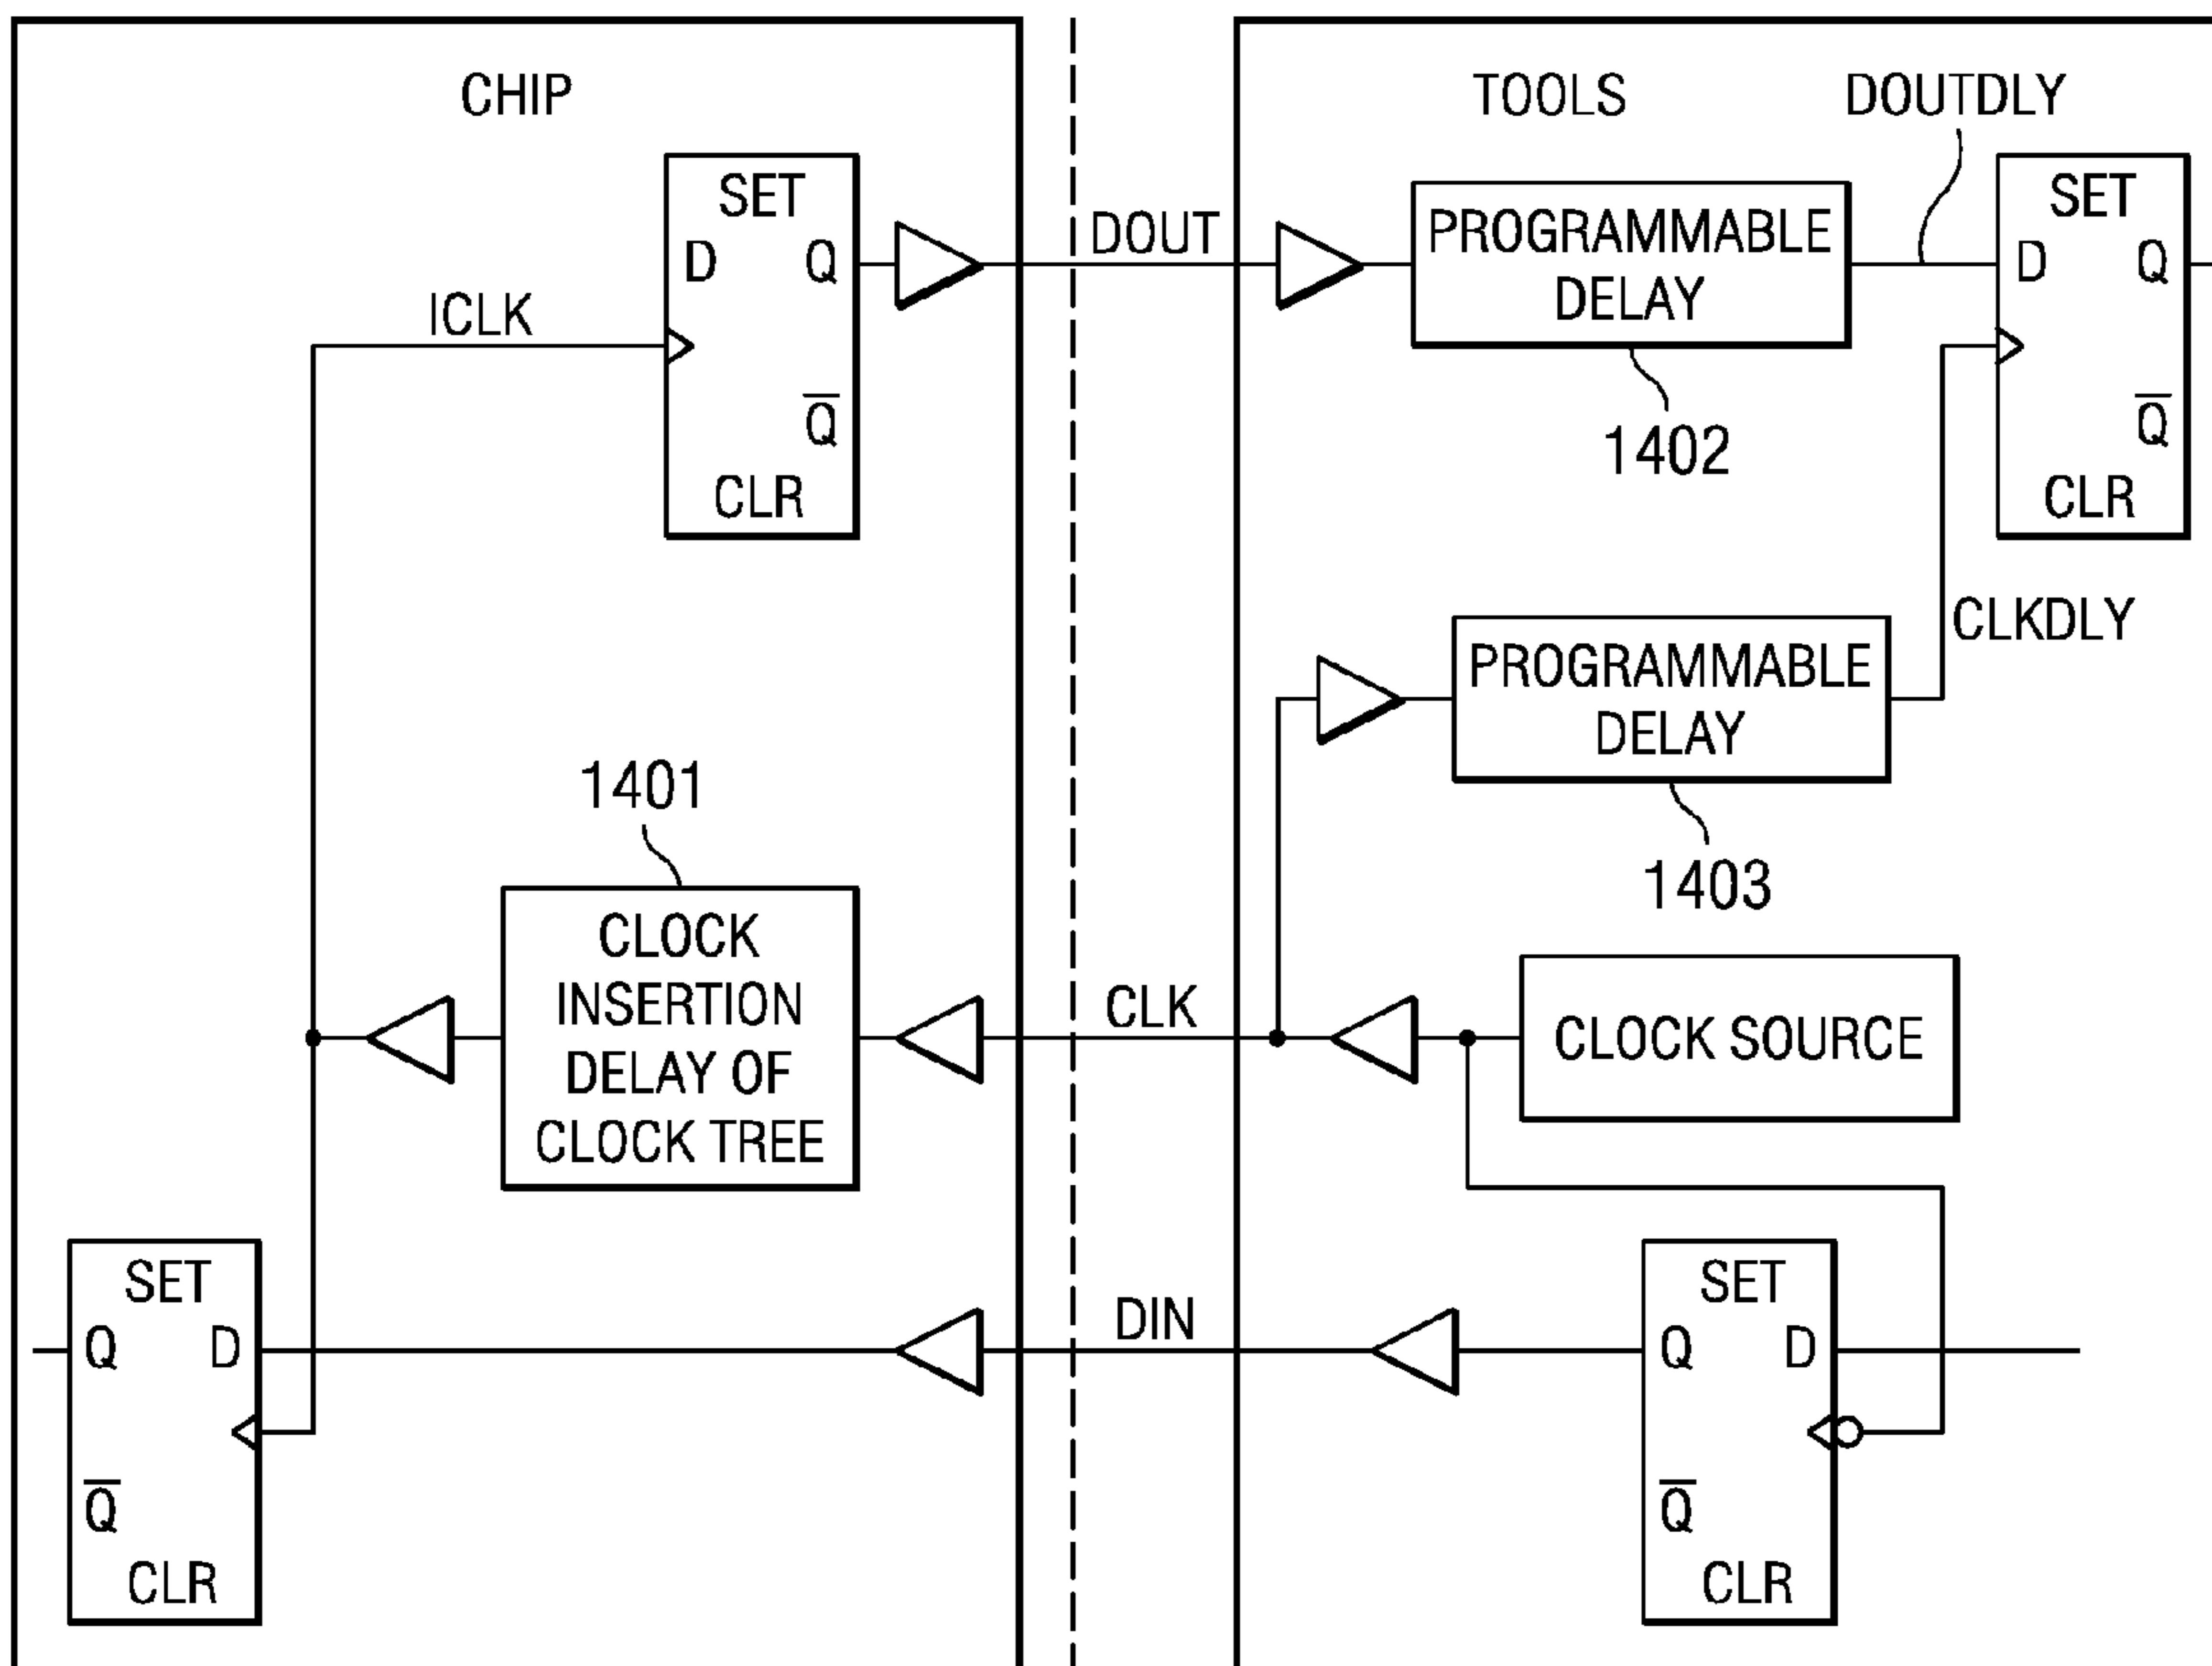 CHIP
TOOLS
DOUTDLY
SET
D
Q
Q
CLR
ICLK
DOUT
PROGRAMMABLE
DELAY
1402
SET
D
Q
Q
CLR
CLKDLY
PROGRAMMABLE
DELAY
1403
1401
CLOCK
INSERTION
DELAY OF
CLOCK TREE
CLK
CLOCK SOURCE
SET
Q
D
Q
CLR
DIN
SET
Q
D
Q
CLR